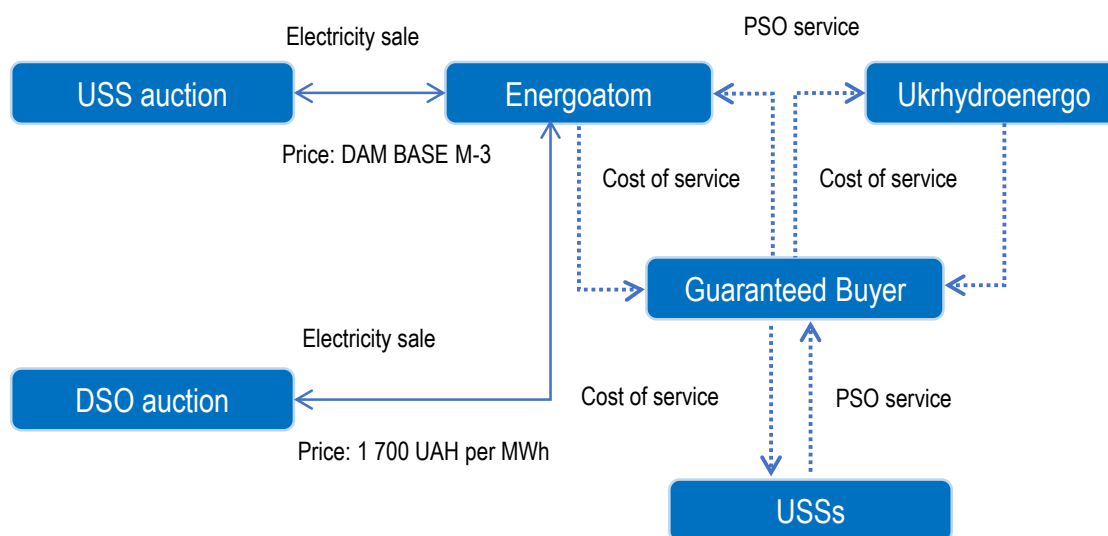 PSO service
Electricity sale
USS auction
Energoatom
Ukrhydroenergo
Price: DAM BASE M-3
Cost of service
Cost of service
Guaranteed Buyer
Electricity sale
DSO auction
Cost of service
PSO service
Price: 1 700 UAH per MWh
USSs